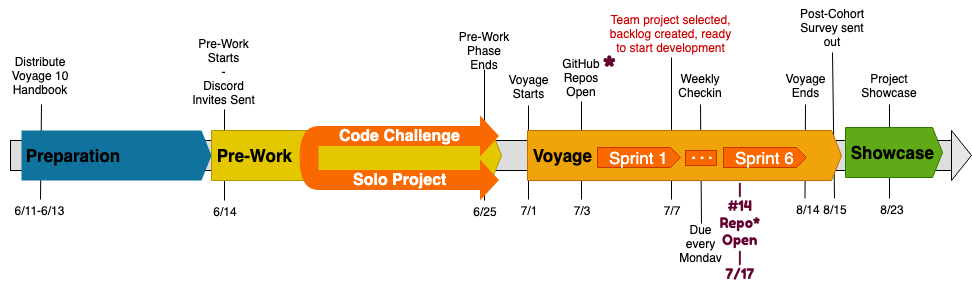 Distribute
Voyage 10
Handbook
Pre-Work
Starts
-
Discord
Invites Sent
Pre-Work
Phase
Ends
Voyage
Starts
GitHub *
Repos
Open
Team project selected,
backlog created, ready
to start development
Weekly
Checkin
Voyage
Ends
Post-Cohort
Survey sent
out
Project
Showcase
Preparation
Pre-Work
Code Challenge
Solo Project
Voyage
Sprint 1
...
Sprint 6
Showcase
6/11-6/13
6/14
6/25
7/1
7/3
7/7
Due
every
Monday
#14
Repo*
Open
7/17
8/14
8/15
8/23